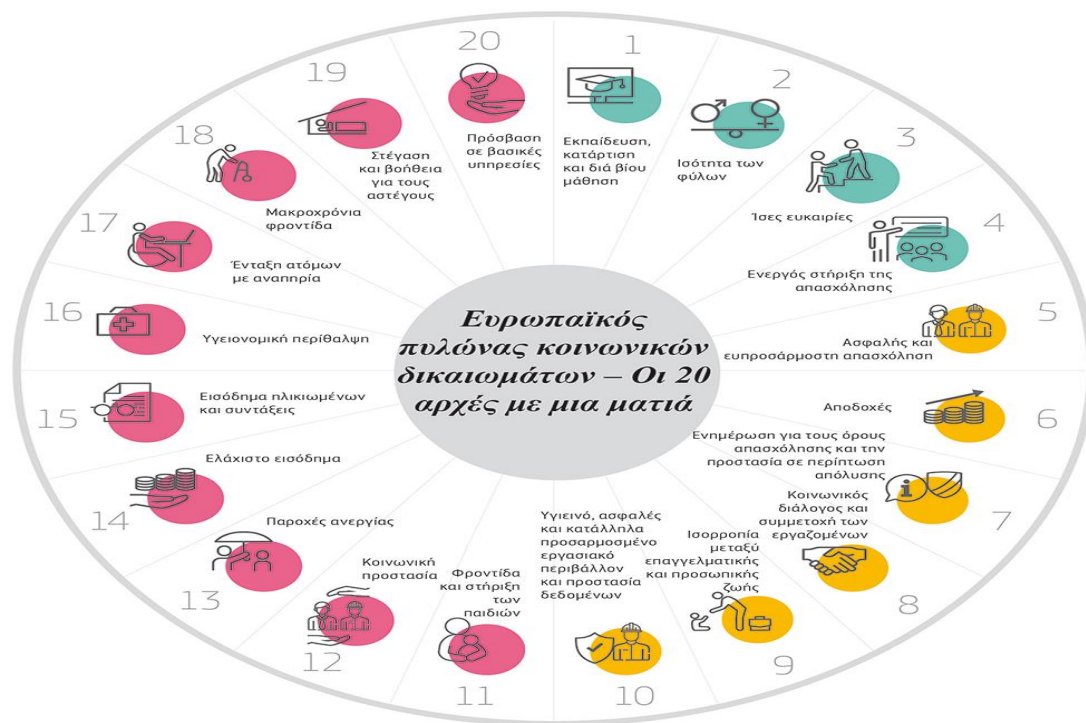 Ευρωπαϊκός
πυλώνας κοινωνικών
δικαιωμάτων – Οι 20
αρχές με μια ματιά
1
Εκπαίδευση,
κατάρτιση
και διά βίου
μάθηση
2
Ισότητα των
φύλων
3
Ίσες ευκαιρίες
4
Ενεργός στήριξη της
απασχόλησης
5
Ασφαλής και
ευπροσάρμοστη απασχόληση
6
Αποδοχές
7
Ενημέρωση για τους όρους
απασχόλησης και την
προστασία σε περίπτωση
απόλυσης
8
Κοινωνικός
διάλογος και
συμμετοχή των
εργαζομένων
9
Ισορροπία
μεταξύ
επαγγελματικής
και προσωπικής
ζωής
10
Υγιεινό, ασφαλές
και κατάλληλα
προσαρμοσμένο
εργασιακό
περιβάλλον
και προστασία
δεδομένων
11
Φροντίδα
και στήριξη
των
παιδιών
12
Κοινωνική
προστασία
13
Παροχές ανεργίας
14
Ελάχιστο εισόδημα
15
Εισόδημα ηλικιωμένων
και συντάξεις
16
Υγειονομική περίθαλψη
17
Ένταξη ατόμων
με αναπηρία
18
Μακροχρόνια
φροντίδα
19
Στέγαση
και βοήθεια
για τους
αστέγους
20
Πρόσβαση
σε βασικές
υπηρεσίες